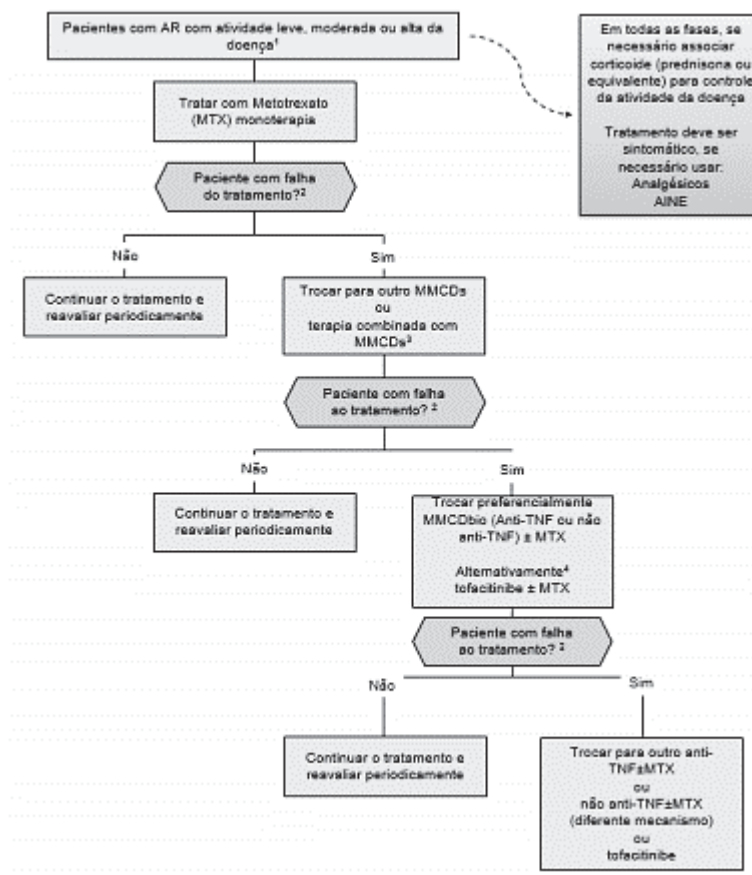 Pacientes com AR com atividade leve, moderada ou alta da
doença¹
Em todas as fases, se
necessário associar
corticoide (prednisona ou
equivalente) para controle
da atividade da doença
Tratamento deve ser
sintomático, se
necessário usar:
Analgésicos
AINE
Tratar com Metotrexato
(MTX) monoterapia
Paciente com falha
do tratamento?²
Não
Sim
Continuar o tratamento e
reavaliar periodicamente
Trocar para outro MMCDs
ou
terapia combinada com
MMCDs³
Paciente com falha
ao tratamento? ²
Não
Sim
Continuar o tratamento e
reavaliar periodicamente
Trocar preferencialmente
MMCDbio (Anti-TNF ou não
anti-TNF) ± MTX
Alternativamente⁴
tofacitinibe ± MTX
Paciente com falha
ao tratamento? ²
Não
Sim
Continuar o tratamento e
reavaliar periodicamente
Trocar para outro anti-
TNF±MTX
ou
não anti-TNF±MTX
(diferente mecanismo)
ou
tofacitinibe